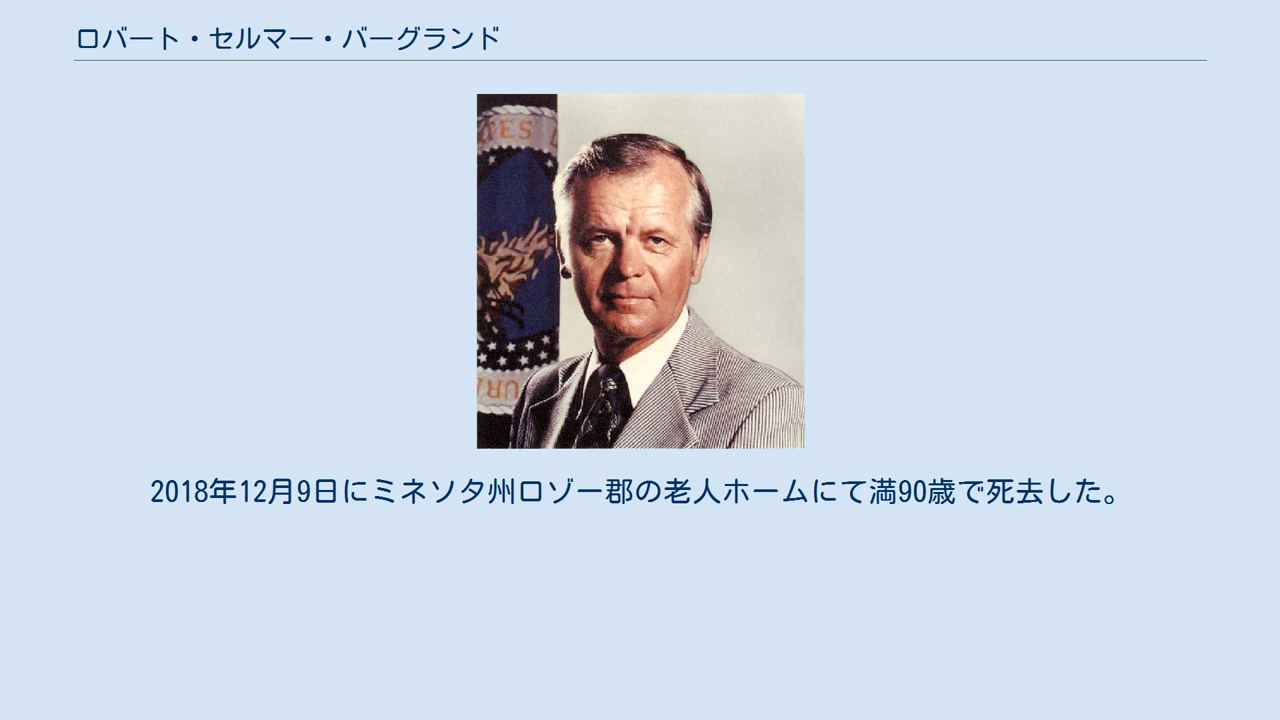 ロバート・セルマー・バーグランド
2018年12月9日にミネソタ州ロゾー郡の老人ホームにて満90歳で死去した。